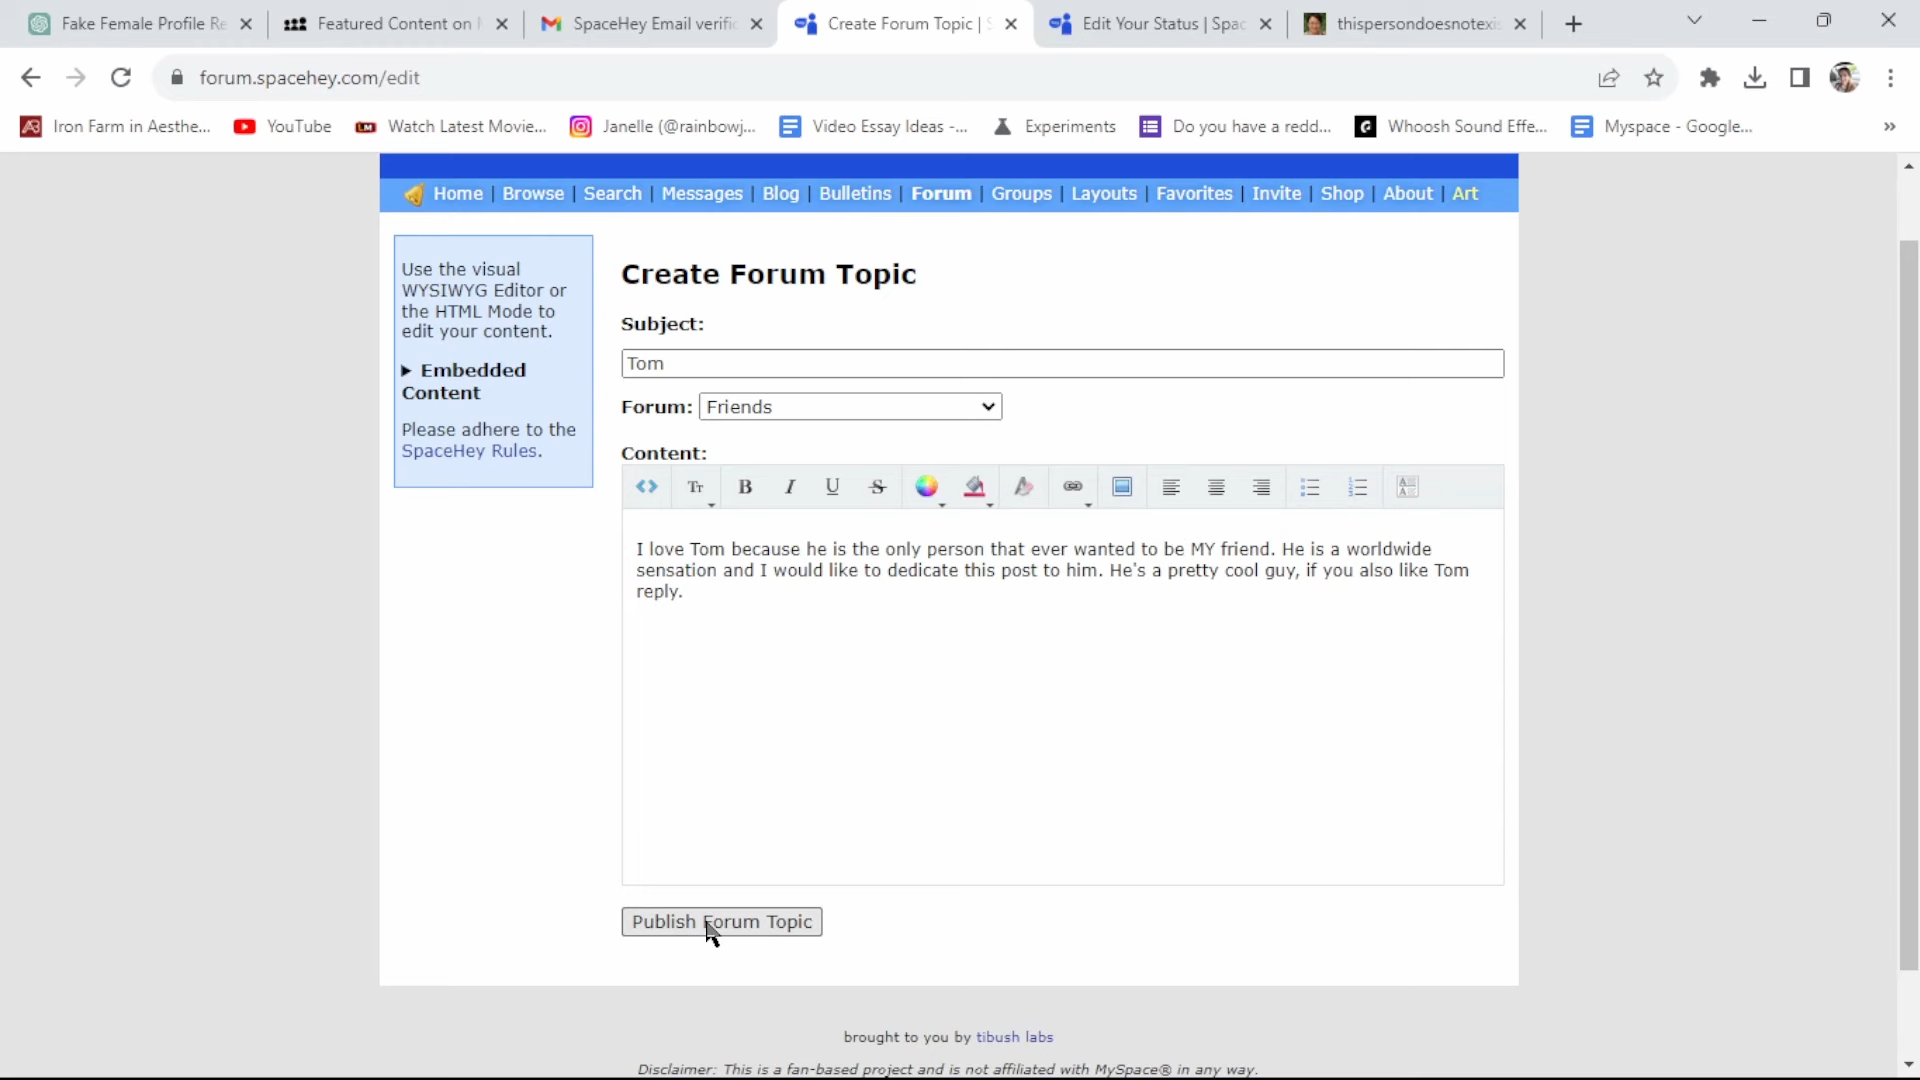 Fake Female Profile Re
Featured Content on
SpaceHey Email verific
Create Forum Topic | S
Edit Your Status | Spac
thispersondoesnotexis
forum.spacehey.com/edit
Iron Farm in Aesthe...
YouTube
Watch Latest Movie...
Janelle (@rainbowj...
Video Essay Ideas -...
Experiments
Do you have a redd...
Whoosh Sound Effe...
Myspace - Google...
»
Home | Browse | Search | Messages | Blog | Bulletins | Forum | Groups | Layouts | Favorites | Invite | Shop | About | Art
Use the visual
WYSIWYG Editor or
the HTML Mode to
edit your content.
Embedded
Content
Please adhere to the
SpaceHey Rules.
Create Forum Topic
Subject:
Tom
Forum: Friends
Content:
Tr B I U S
I love Tom because he is the only person that ever wanted to be MY friend. He is a worldwide
sensation and I would like to dedicate this post to him. He's a pretty cool guy, if you also like Tom
reply.
Publish Forum Topic
brought to you by tibush labs
Disclaimer: This is a fan-based project and is not affiliated with MySpace® in any way.